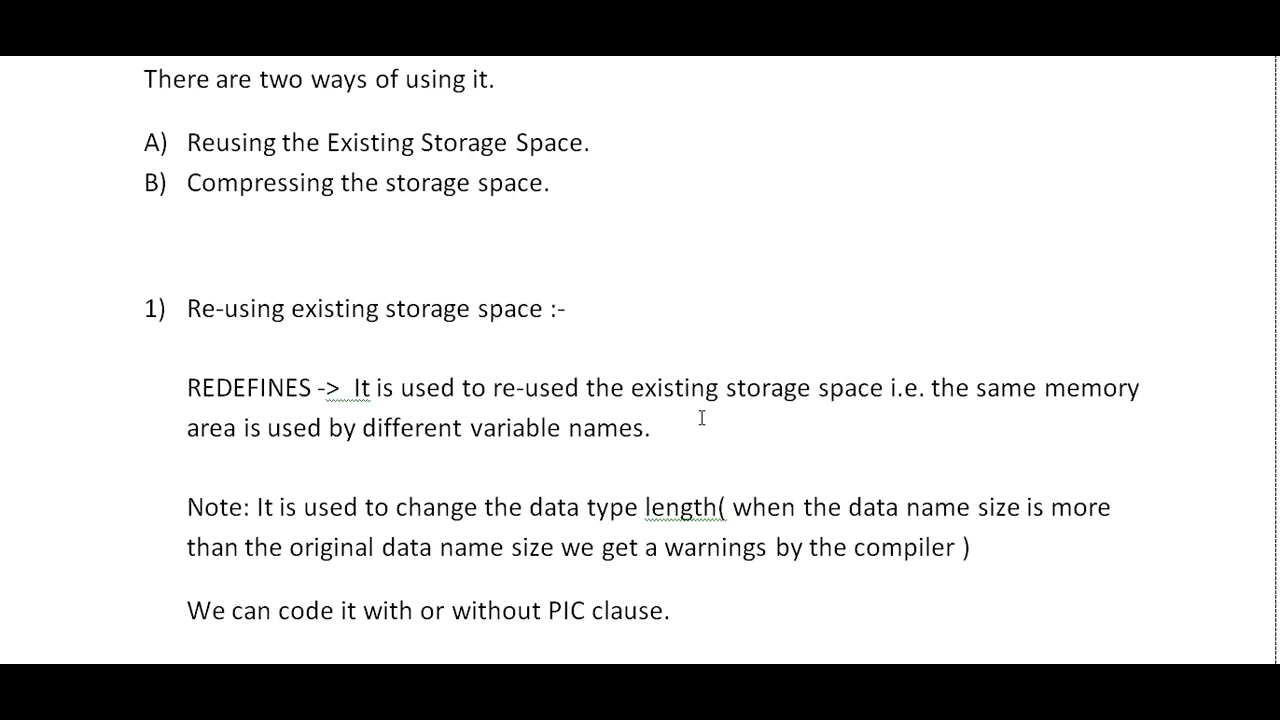 There are two ways of using it.
A) Reusing the Existing Storage Space.
B) Compressing the storage space.
1) Re-using existing storage space :-
REDEFINES -> It is used to re-used the existing storage space i.e. the same memory
area is used by different variable names.
Note: It is used to change the data type length( when the data name size is more
than the original data name size we get a warnings by the compiler )
We can code it with or without PIC clause.